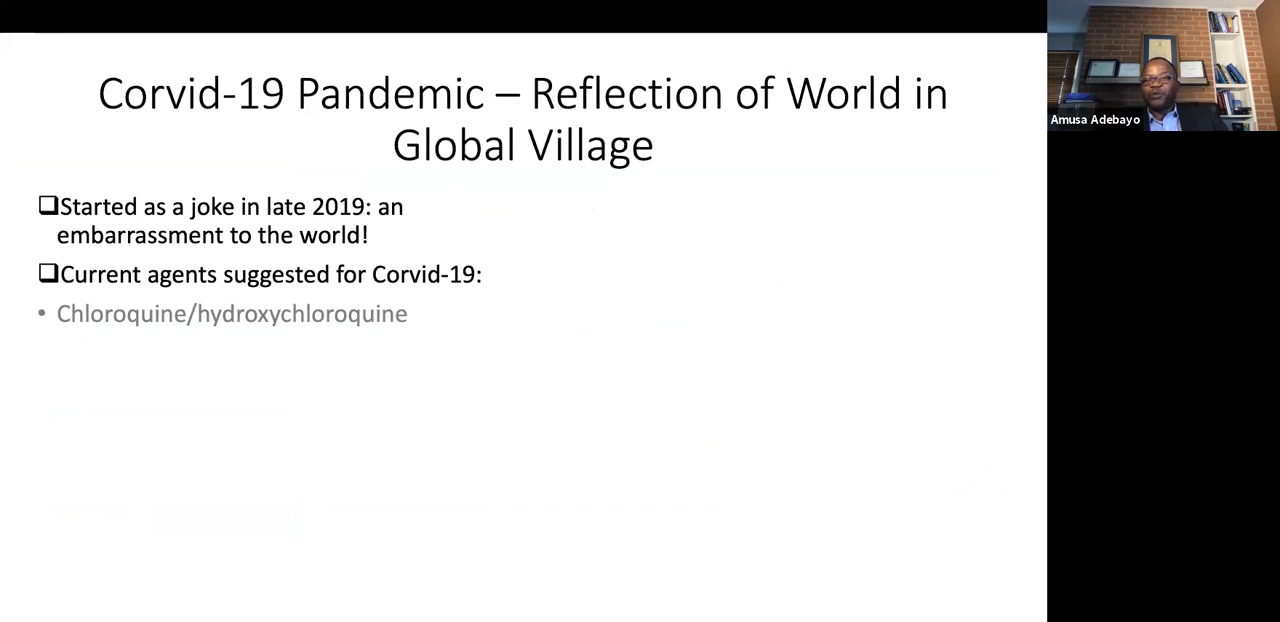 Corvid-19 Pandemic – Reflection of World in
Global Village
❑Started as a joke in late 2019: an
embarrassment to the world!
❑Current agents suggested for Corvid-19:
• Chloroquine/hydroxychloroquine
Amusa Adebayo